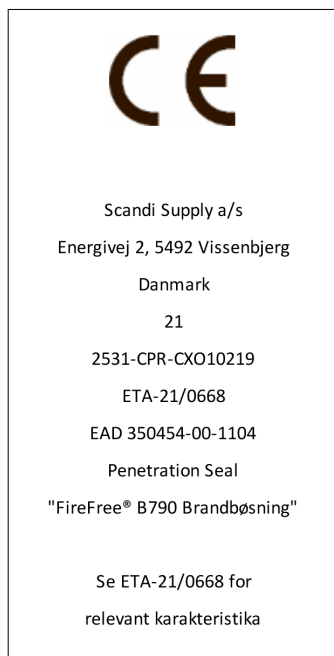 CE
Scandi Supply a/s
Energivej 2, 5492 Vissenbjerg
Danmark
21
2531-CPR-CXO10219
ETA-21/0668
EAD 350454-00-1104
Penetration Seal
"FireFree® B790 Brandbøsning"
Se ETA-21/0668 for
relevant karakteristika